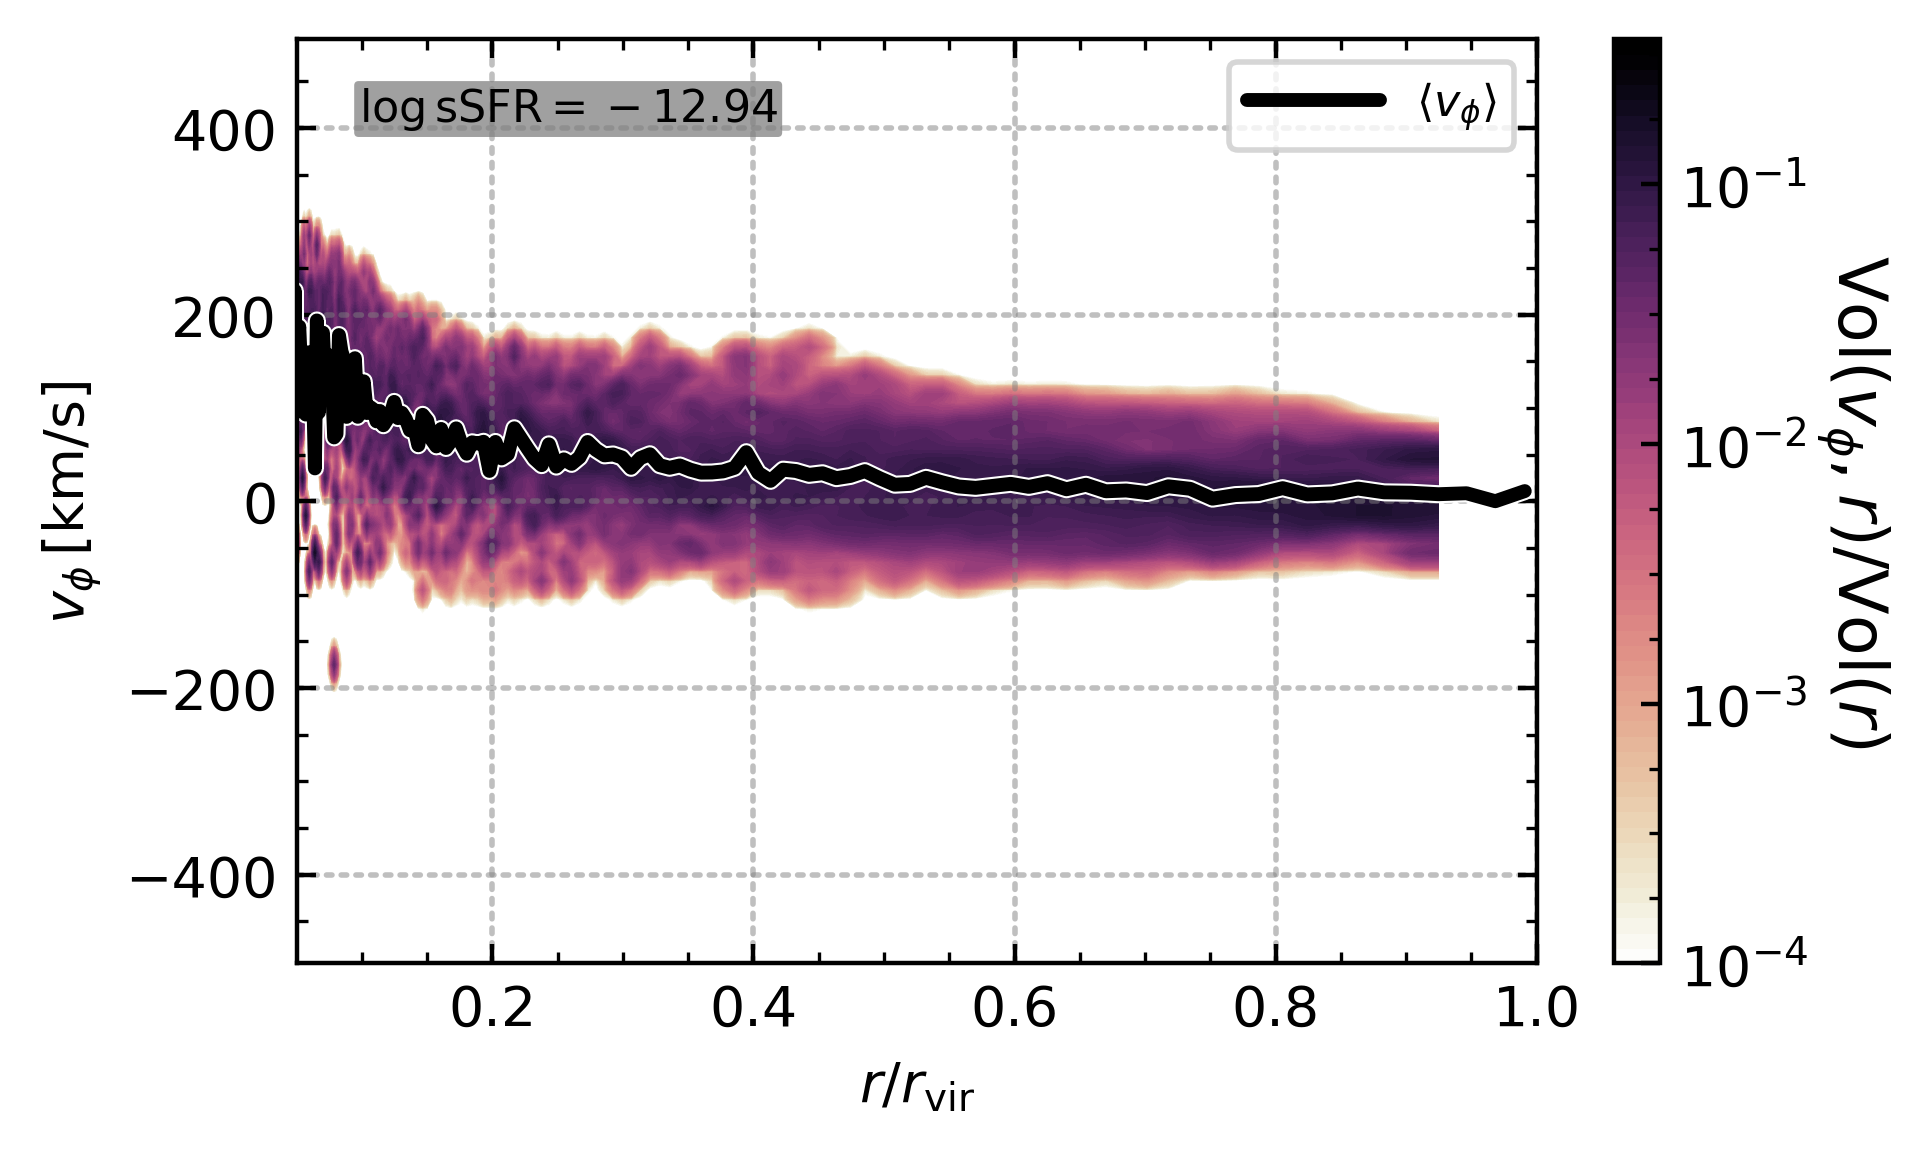 log sSFR = − 12.94
⟨v_ϕ⟩
400
200
0
−200
−400
v_ϕ [km/s]
0.2 0.4 0.6 0.8 1.0
r/r_vir
10⁻¹
10⁻²
10⁻³
10⁻⁴
Vol(v_ϕ, r)/Vol(r)